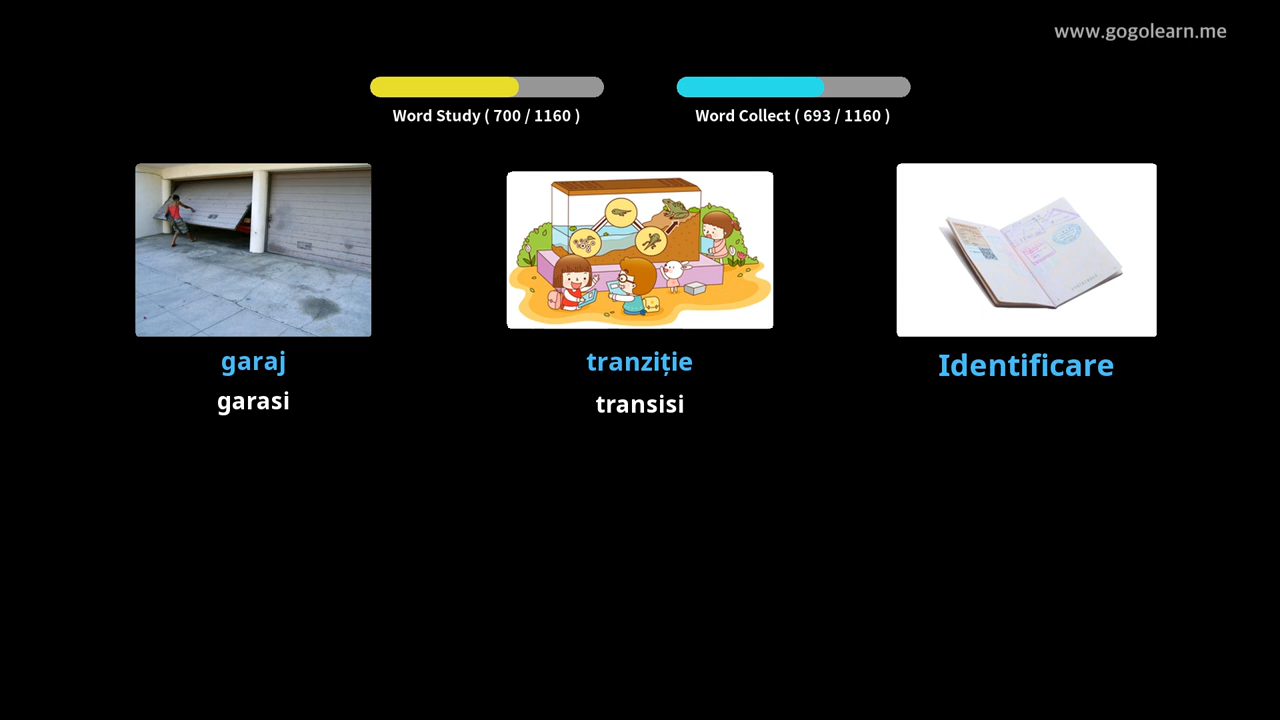 www.gogolearn.me
Word Study ( 700 / 1160 )
Word Collect ( 693 / 1160 )
garaj
garasi
tranziție
transisi
Identificare